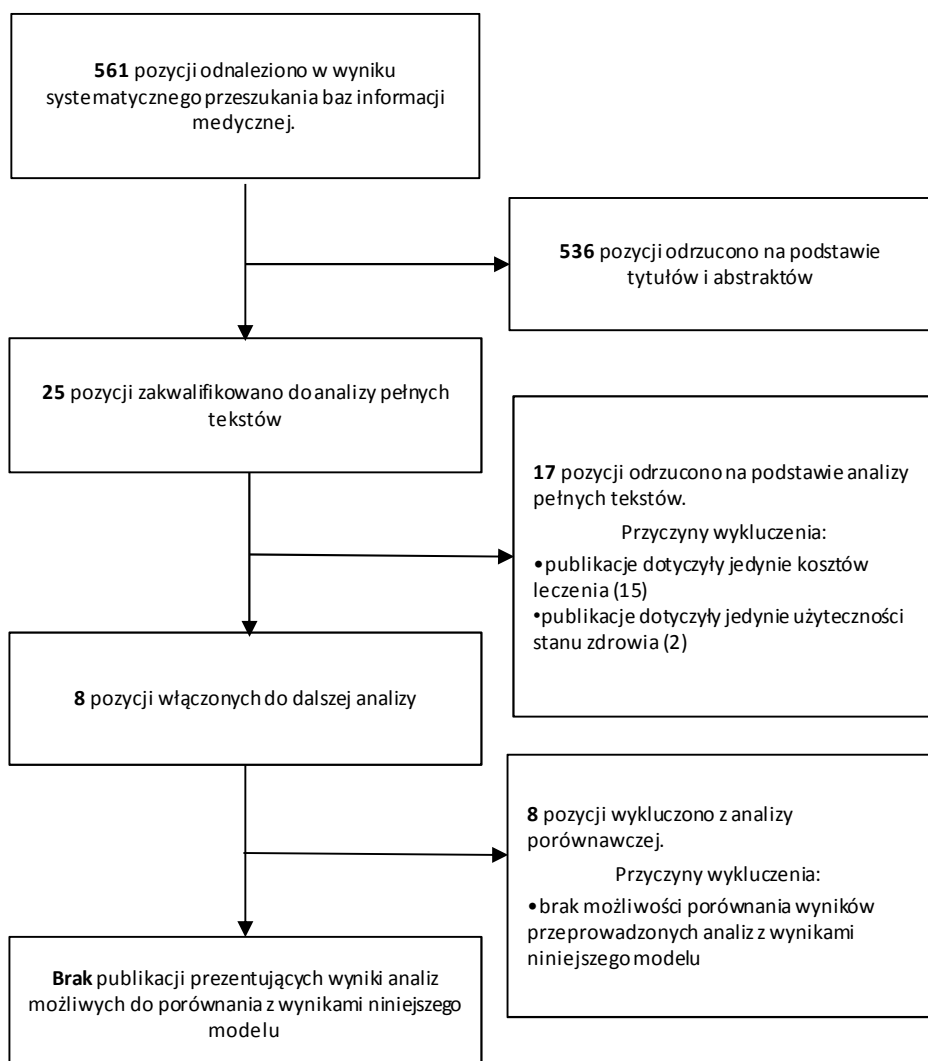 561 pozycji odnaleziono w wyniku
systematycznego przeszukania baz informacji
medycznej.
536 pozycji odrzucono na podstawie
tytułów i abstraktów
25 pozycji zakwalifikowano do analizy pełnych
tekstów
17 pozycji odrzucono na podstawie analizy
pełnych tekstów.
Przyczyny wykluczenia:
•publikacje dotyczyły jedynie kosztów
leczenia (15)
•publikacje dotyczyły jedynie użyteczności
stanu zdrowia (2)
8 pozycji włączonych do dalszej analizy
8 pozycji wykluczono z analizy
porównawczej.
Przyczyny wykluczenia:
•brak możliwości porównania wyników
przeprowadzonych analiz z wynikami
niniejszego modelu
Brak publikacji prezentujących wyniki analiz
możliwych do porównania z wynikami niniejszego
modelu